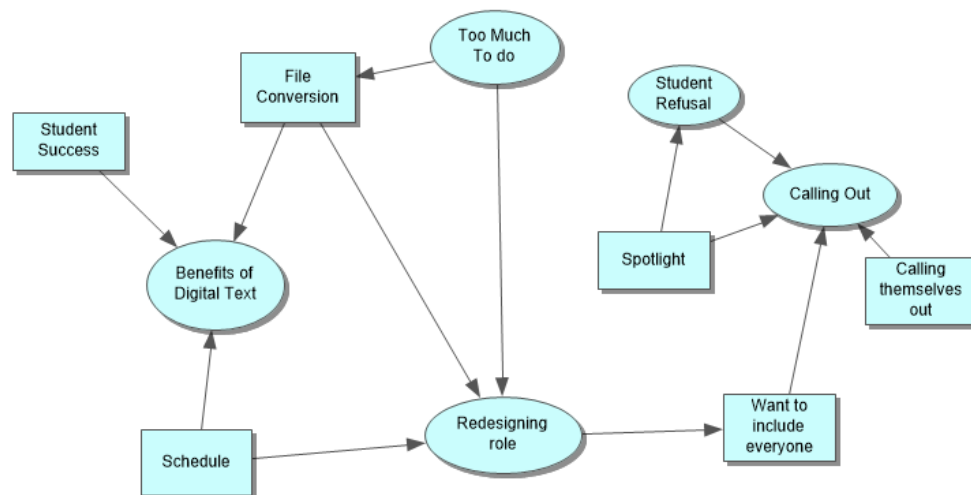 Too Much
To do
File
Conversion
Student
Refusal
Student
Success
Calling Out
Spotlight
Benefits of
Digital Text
Calling
themselves
out
Schedule
Redesigning
role
Want to
include
everyone